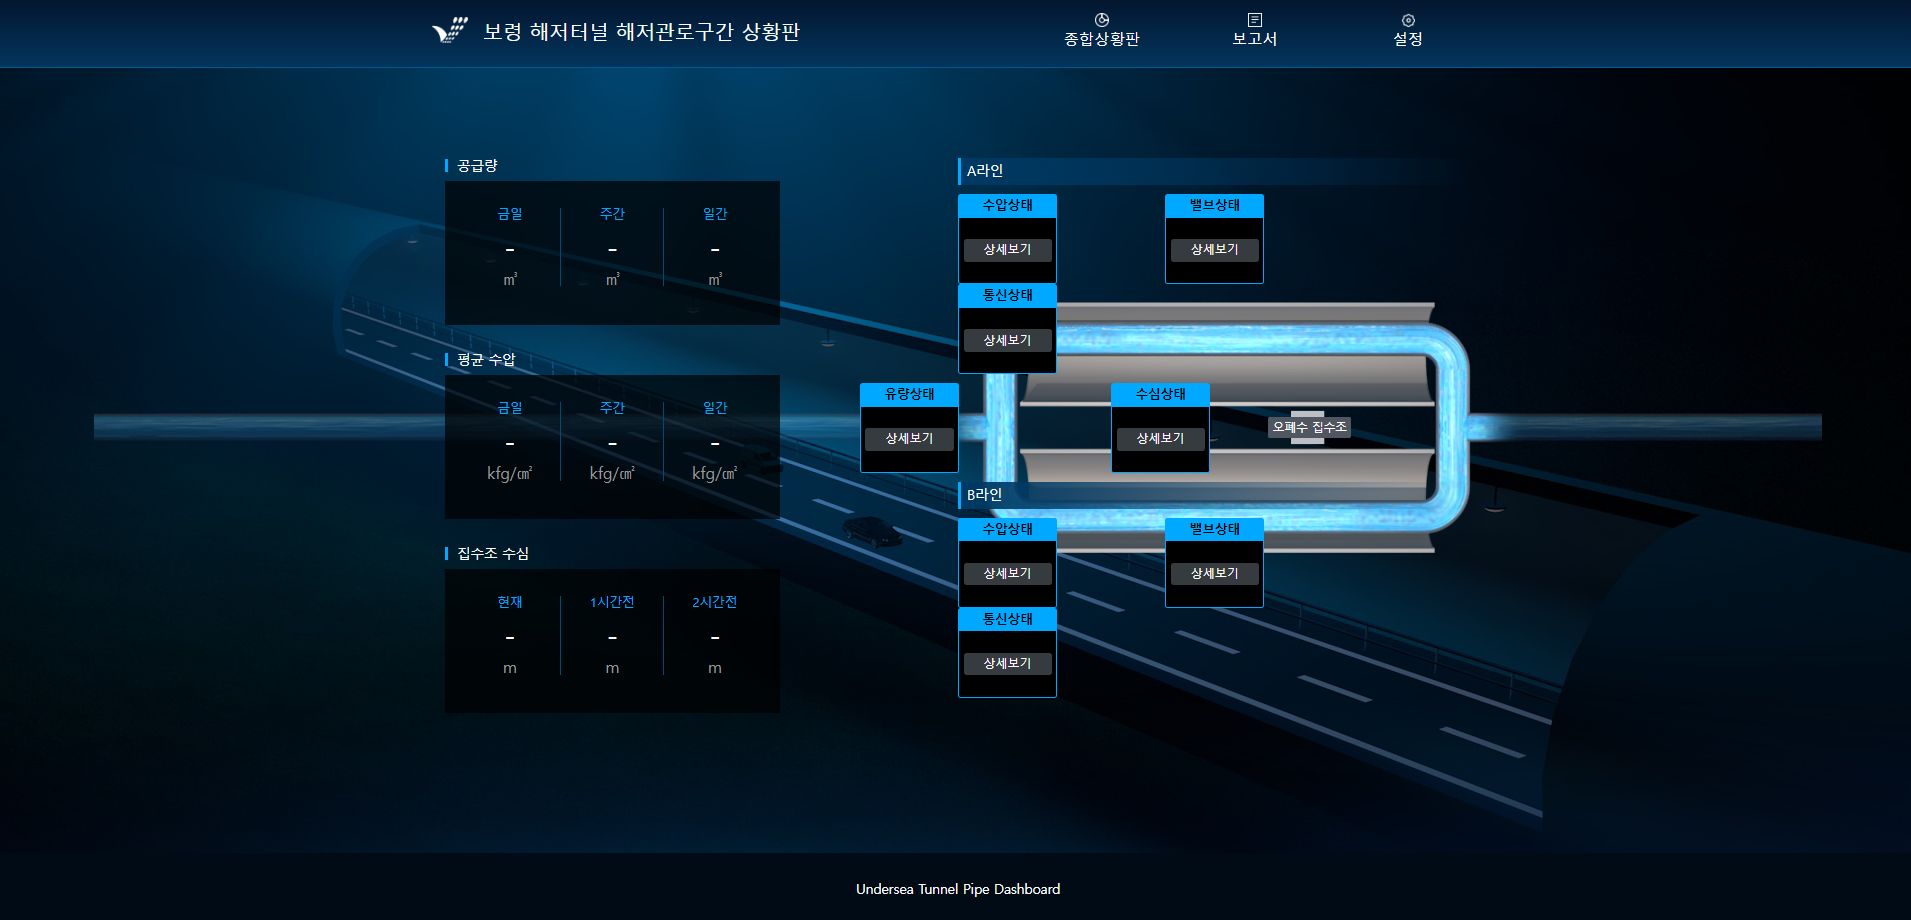 보령 해저터널 해저관로구간 상황판
종합상황판
보고서
설정
공급량
금일 주간 일간
- - -
㎥ ㎥ ㎥
평균 수압
금일 주간 일간
- - -
kfg/㎠ kfg/㎠ kfg/㎠
집수조 수심
현재 1시간전 2시간전
- - -
m m m
A라인
수압상태 밸브상태
상세보기 상세보기
통신상태
상세보기
유량상태 수심상태
상세보기 상세보기
오폐수 집수조
B라인
수압상태 밸브상태
상세보기 상세보기
통신상태
상세보기
Undersea Tunnel Pipe Dashboard